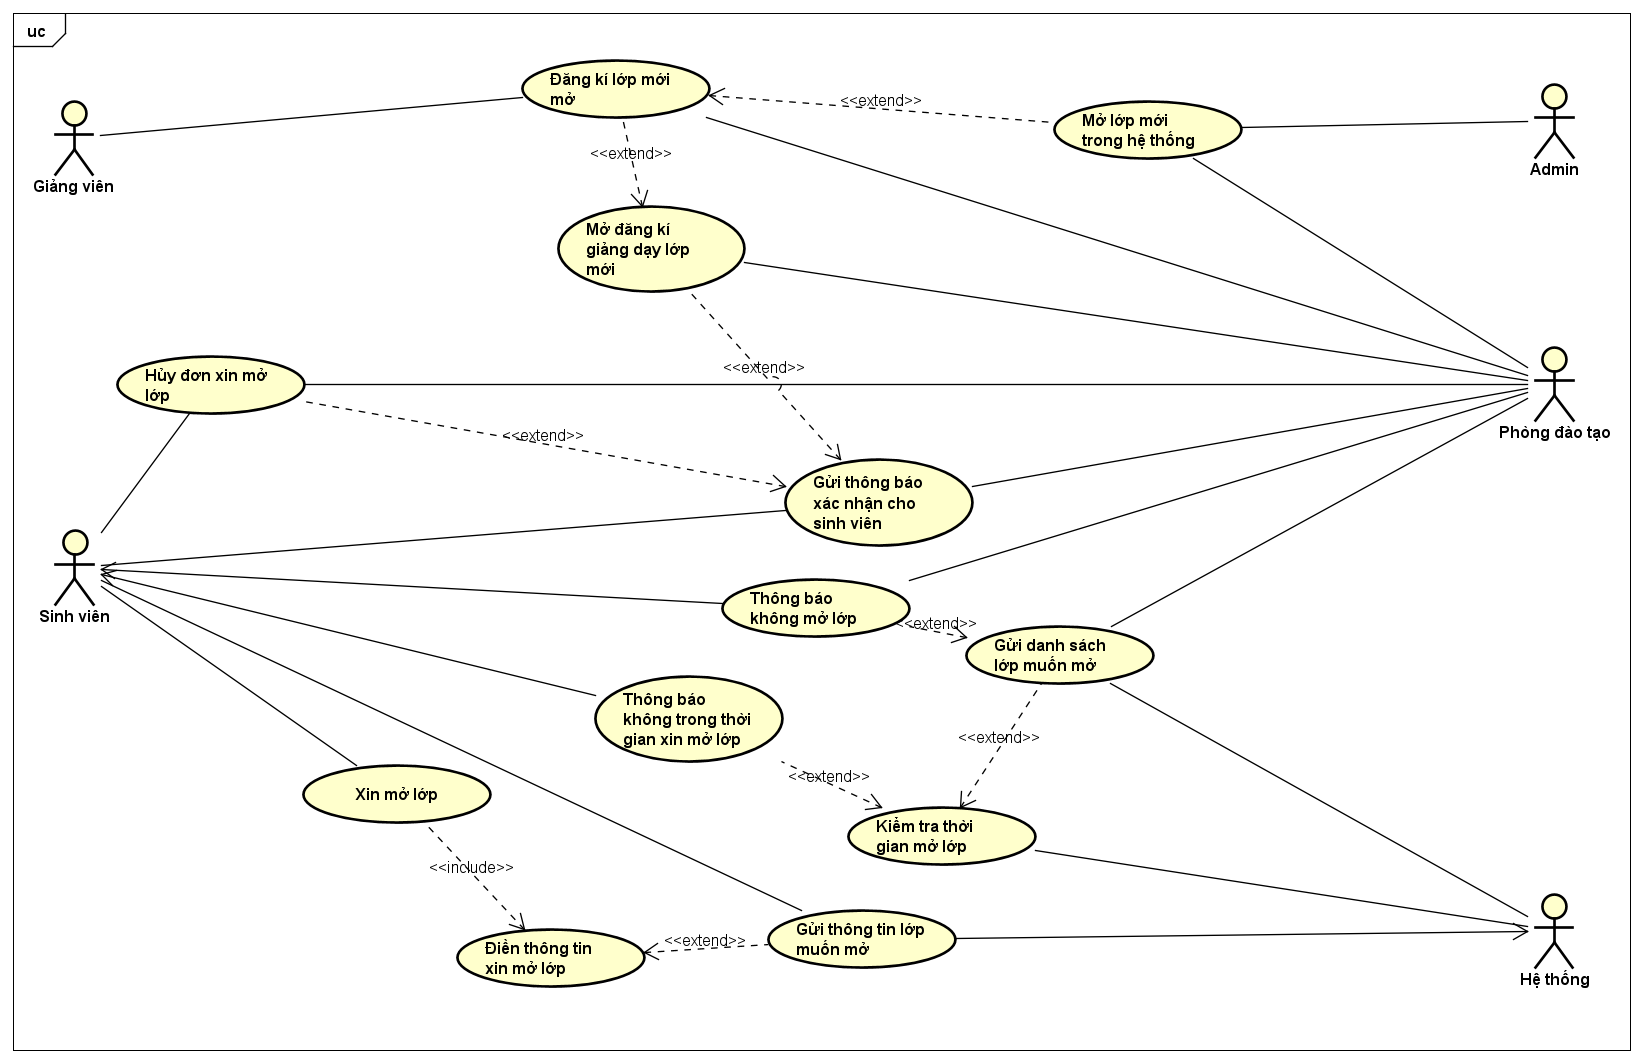 uc
Đăng kí lớp mới
mở
<<extend>>
Mở lớp mới
trong hệ thống
Admin
Giảng viên
<<extend>>
Mở đăng kí
giảng dạy lớp
mới
<<extend>>
Hủy đơn xin mở
lớp
Phòng đào tạo
<<extend>>
Gửi thông báo
xác nhận cho
sinh viên
Sinh viên
Thông báo
không mở lớp
<<extend>>
Gửi danh sách
lớp muốn mở
Thông báo
không trong thời
gian xin mở lớp
<<extend>>
<<extend>>
Xin mở lớp
Kiểm tra thời
gian mở lớp
<<include>>
Điền thông tin
xin mở lớp
<<extend>>
Gửi thông tin lớp
muốn mở
Hệ thống